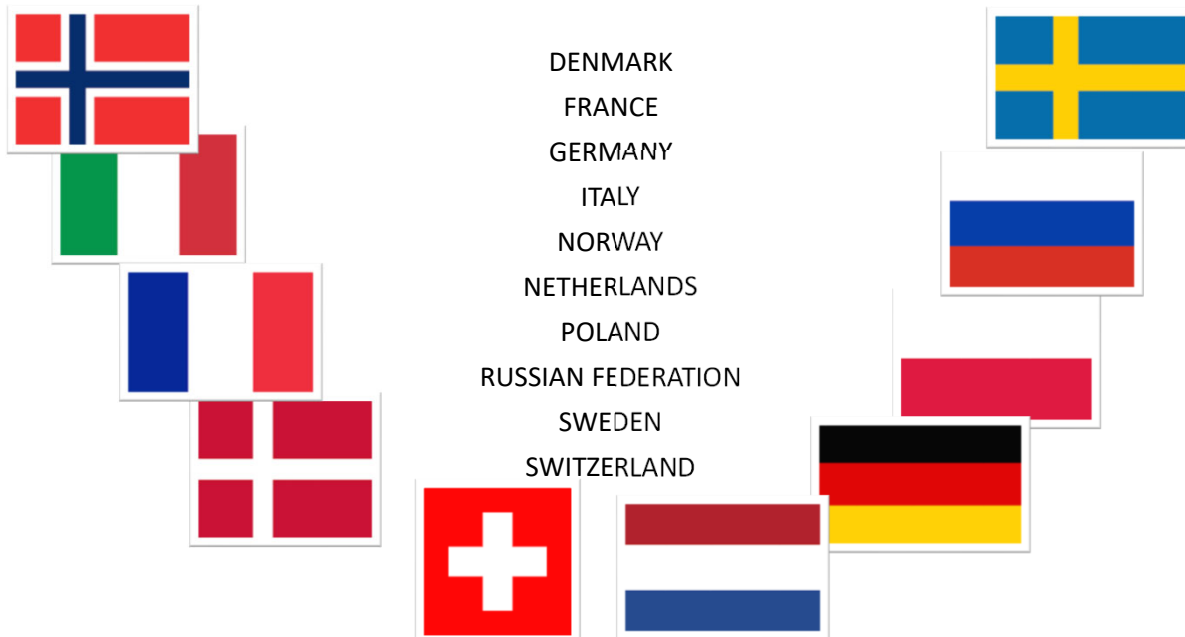 DENMARK
FRANCE
GERMANY
ITALY
NORWAY
NETHERLANDS
POLAND
RUSSIAN FEDERATION
SWEDEN
SWITZERLAND